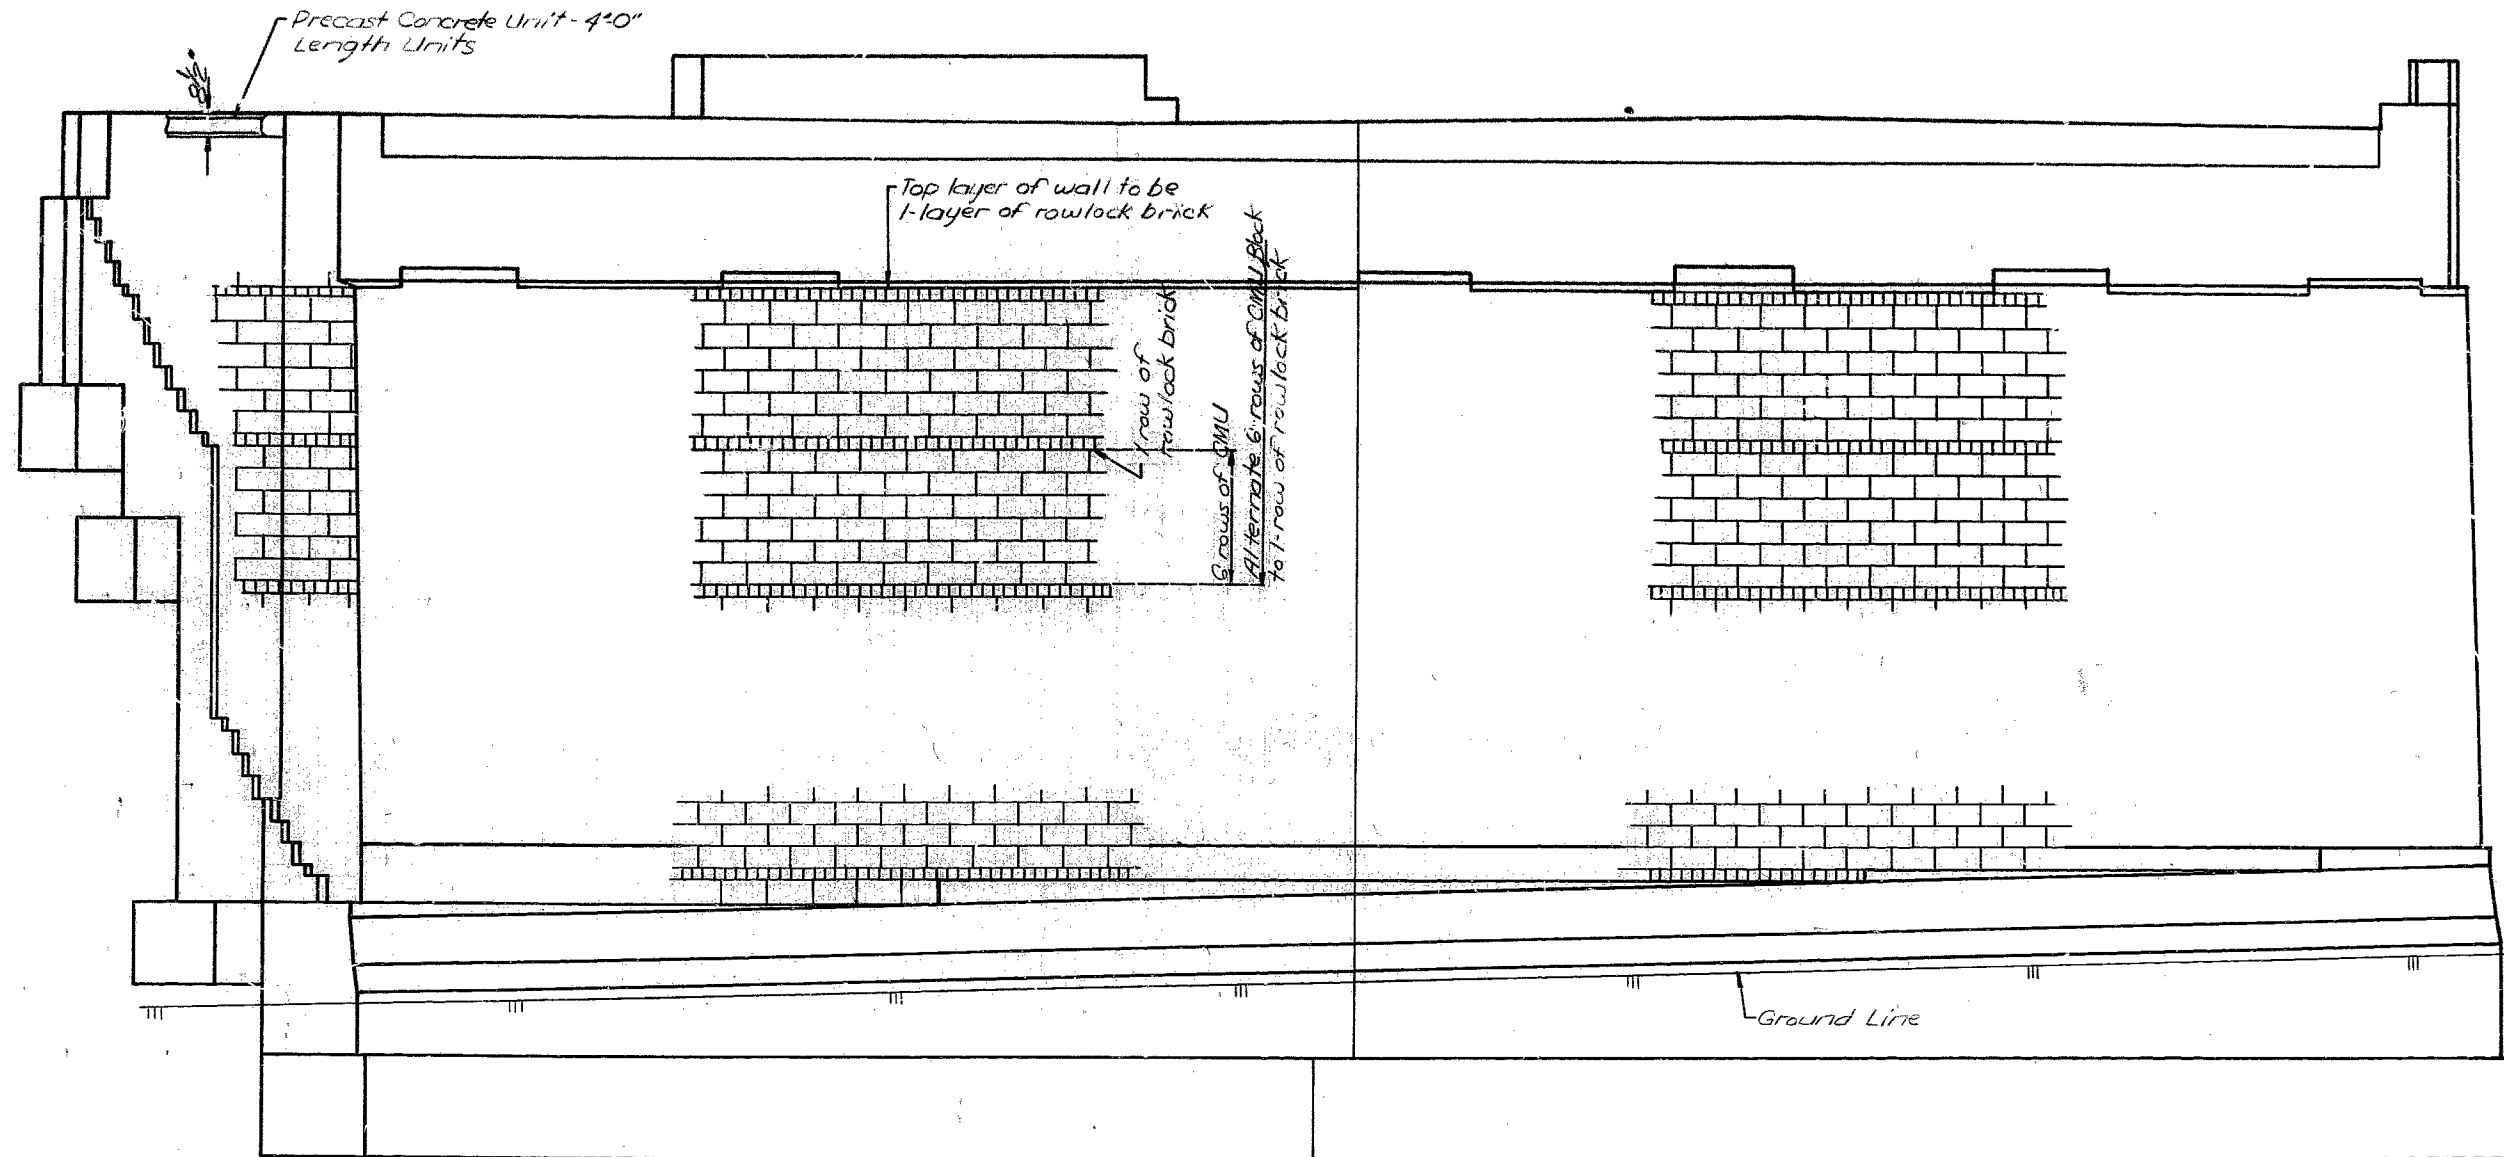 Precast Concrete Unit - 4'-0"
Length Units
Top layer of wall to be
1-layer of rowlock brick
1 row of
rowlock brick
6 rows of CMU
Alternate 6 rows of CMU Block
to 1-row of rowlock brick
Ground Line